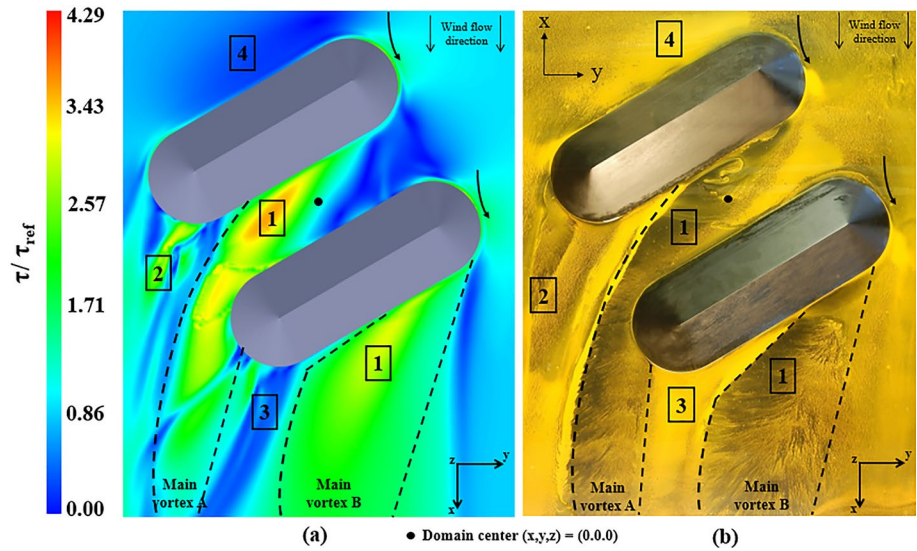 4.29
3.43
2.57
1.71
0.86
0.00
τ/ τref
4
Wind flow
direction
1
2
1
3
Main
vortex A
Main
vortex B
z
y
x
(a)
x
y
4
Wind flow
direction
1
2
1
3
Main
vortex A
Main
vortex B
z
y
x
(b)
Domain center (x,y,z) = (0.0.0)